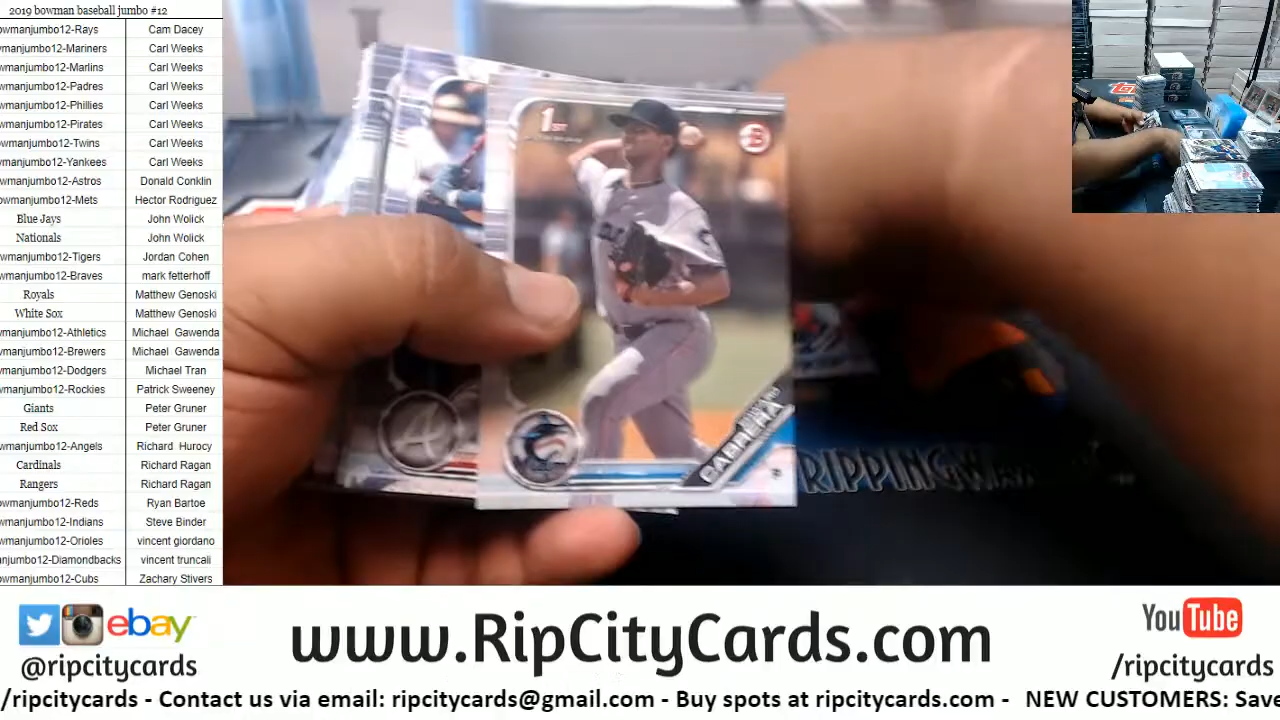 2019 bowman baseball jumbo #12
owmanjumbo12-Rays Cam Dacey
wmanjumbo12-Mariners Carl Weeks
wmanjumbo12-Marlins Carl Weeks
wmanjumbo12-Padres Carl Weeks
wmanjumbo12-Phillies Carl Weeks
wmanjumbo12-Pirates Carl Weeks
wmanjumbo12-Twins Carl Weeks
wmanjumbo12-Yankees Carl Weeks
wmanjumbo12-Astros Donald Conklin
owmanjumbo12-Mets Hector Rodriguez
Blue Jays John Wolick
Nationals John Wolick
wmanjumbo12-Tigers Jordan Cohen
wmanjumbo12-Braves mark fetterhoff
Royals Matthew Genoski
White Sox Matthew Genoski
wmanjumbo12-Athletics Michael Gawenda
wmanjumbo12-Brewers Michael Gawenda
wmanjumbo12-Dodgers Michael Tran
wmanjumbo12-Rockies Patrick Sweeney
Giants Peter Gruner
Red Sox Peter Gruner
wmanjumbo12-Angels Richard Hurocy
Cardinals Richard Ragan
Rangers Richard Ragan
owmanjumbo12-Reds Ryan Bartoe
wmanjumbo12-Indians Steve Binder
wmanjumbo12-Orioles vincent giordano
anjumbo12-Diamondbacks vincent truncali
owmanjumbo12-Cubs Zachary Stivers
1ST
B
A
ebay
@ripcitycards
www.RipCityCards.com
YouTube
/ripcitycards
/ripcitycards - Contact us via email: ripcitycards@gmail.com - Buy spots at ripcitycards.com - NEW CUSTOMERS: Save